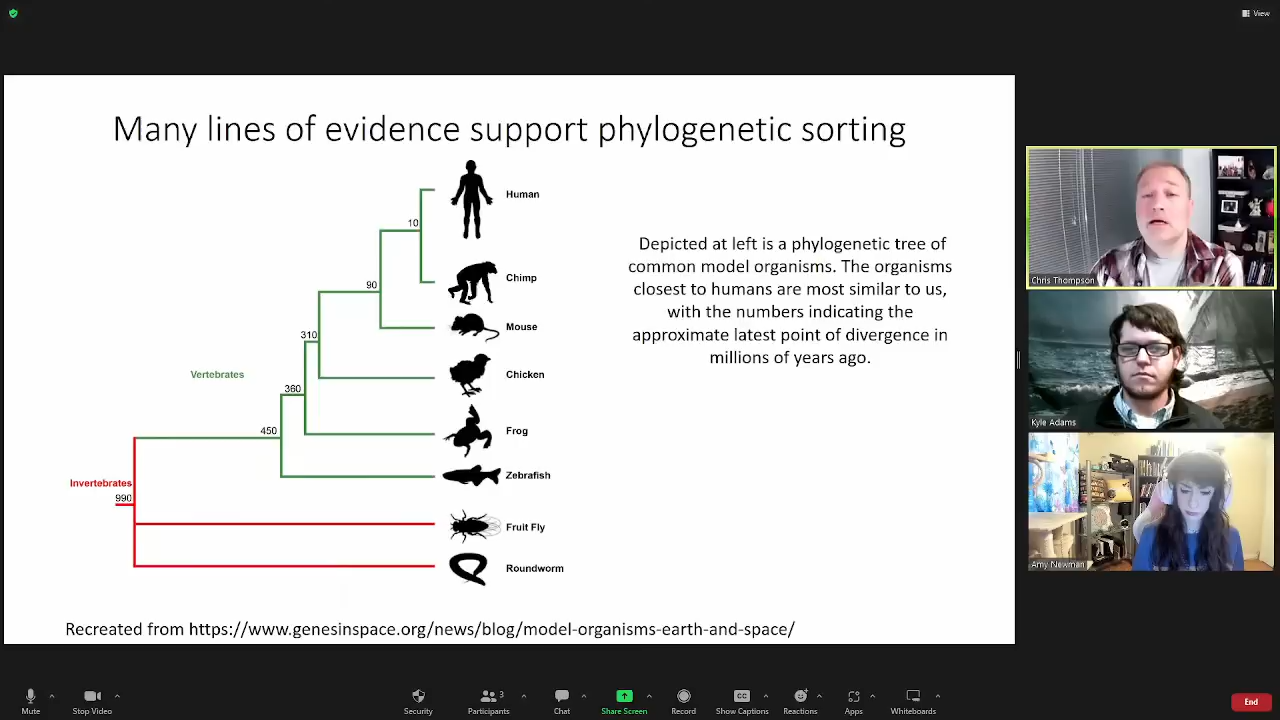 View
Many lines of evidence support phylogenetic sorting
Human
10
Chimp
90
Mouse
310
Chicken
Vertebrates
360
Frog
450
Zebrafish
Invertebrates
990
Fruit Fly
Roundworm
Depicted at left is a phylogenetic tree of
common model organisms. The organisms
closest to humans are most similar to us,
with the numbers indicating the
approximate latest point of divergence in
millions of years ago.
Recreated from https://www.genesinspace.org/news/blog/model-organisms-earth-and-space/
Chris Thompson
Kyle Adams
Amy Newman
Mute
Stop Video
Security
Participants
3
Chat
Share Screen
Record
CC
Show Captions
Reactions
Apps
Whiteboards
End